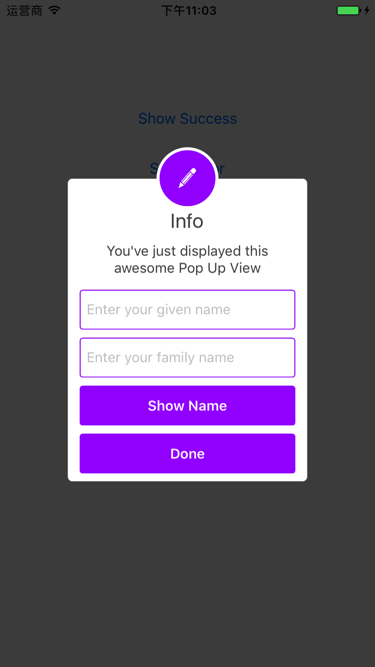 运营商 下午11:03
Show Success
Info
You've just displayed this
awesome Pop Up View
Enter your given name
Enter your family name
Show Name
Done